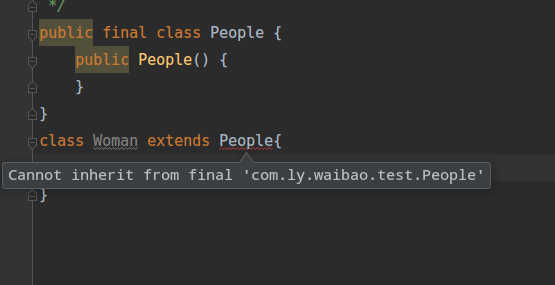 */
public final class People {
public People() {
}
}
class Woman extends People{
Cannot inherit from final 'com.ly.waibao.test.People'
}